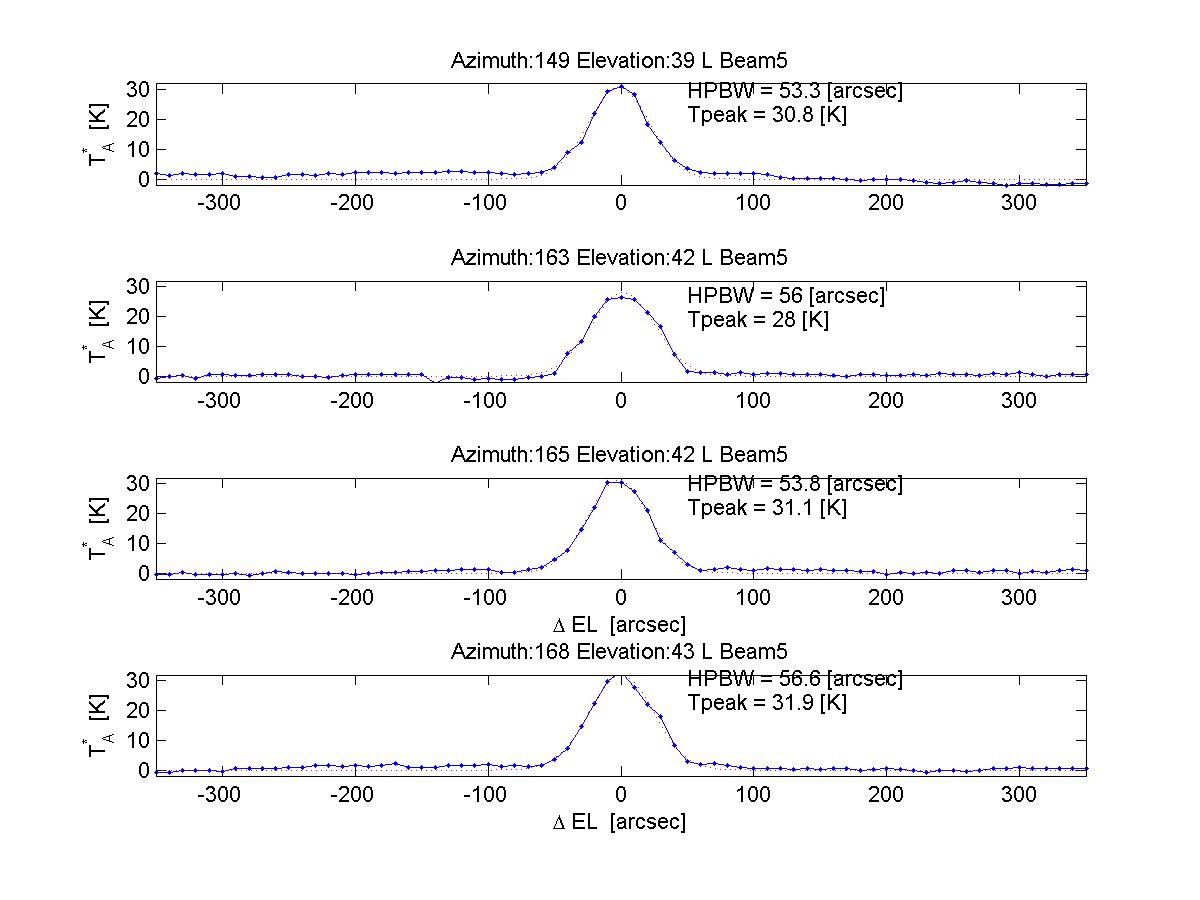 Azimuth:149 Elevation:39 L Beam5
HPBW = 53.3 [arcsec]
Tpeak = 30.8 [K]
T_A^* [K]
30
20
10
0
-300 -200 -100 0 100 200 300
Azimuth:163 Elevation:42 L Beam5
HPBW = 56 [arcsec]
Tpeak = 28 [K]
T_A^* [K]
30
20
10
0
-300 -200 -100 0 100 200 300
Azimuth:165 Elevation:42 L Beam5
HPBW = 53.8 [arcsec]
Tpeak = 31.1 [K]
T_A^* [K]
30
20
10
0
-300 -200 -100 0 100 200 300
Δ EL [arcsec]
Azimuth:168 Elevation:43 L Beam5
HPBW = 56.6 [arcsec]
Tpeak = 31.9 [K]
T_A^* [K]
30
20
10
0
-300 -200 -100 0 100 200 300
Δ EL [arcsec]